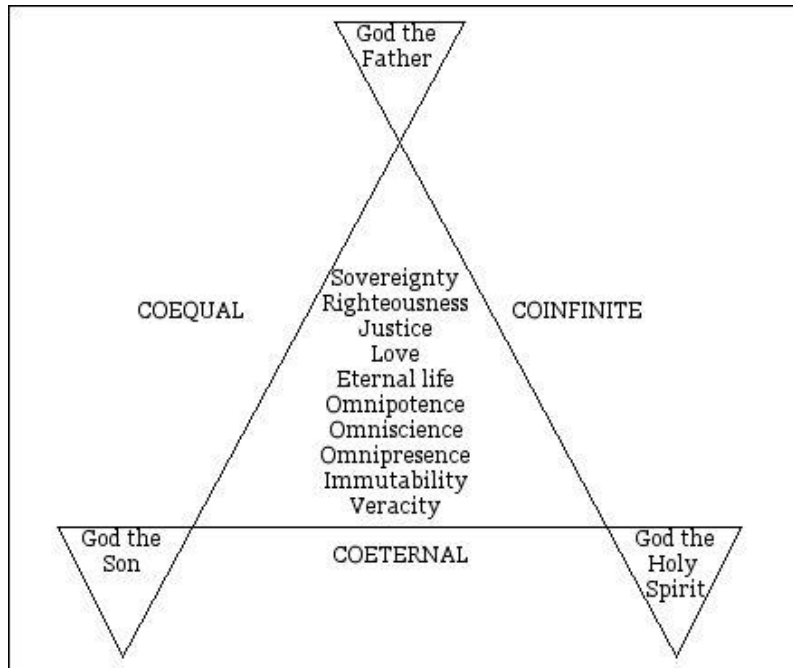 God the
Father
COEQUAL
COINFINITE
Sovereignty
Righteousness
Justice
Love
Eternal life
Omnipotence
Omniscience
Omnipresence
Immutability
Veracity
God the
Son
COETERNAL
God the
Holy
Spirit